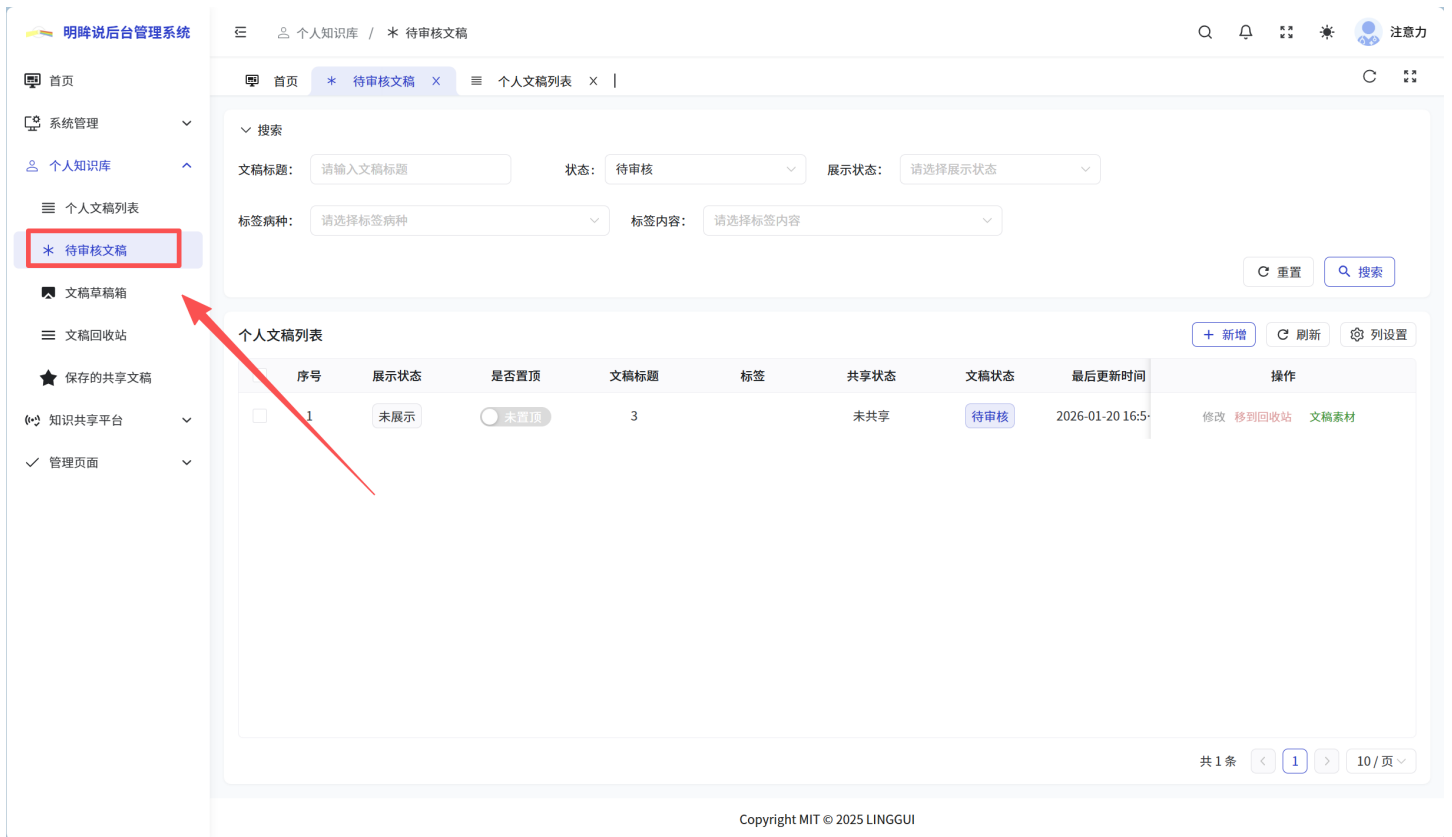 明眸说后台管理系统
个人知识库 / 待审核文稿
注意力
首页
系统管理
个人知识库
个人文稿列表
待审核文稿
文稿草稿箱
文稿回收站
保存的共享文稿
知识共享平台
管理页面
首页 待审核文稿 X 个人文稿列表 X
搜索
文稿标题: 请输入文稿标题 状态: 待审核 展示状态: 请选择展示状态
标签病种: 请选择标签病种 标签内容: 请选择标签内容
重置 搜索
个人文稿列表 + 新增 刷新 列设置
序号 展示状态 是否置顶 文稿标题 标签 共享状态 文稿状态 最后更新时间 操作
1 未展示 未置顶 3 未共享 待审核 2026-01-20 16:5 修改 移到回收站 文稿素材
共 1 条 < 1 > 10 / 页
Copyright MIT © 2025 LINGGUI